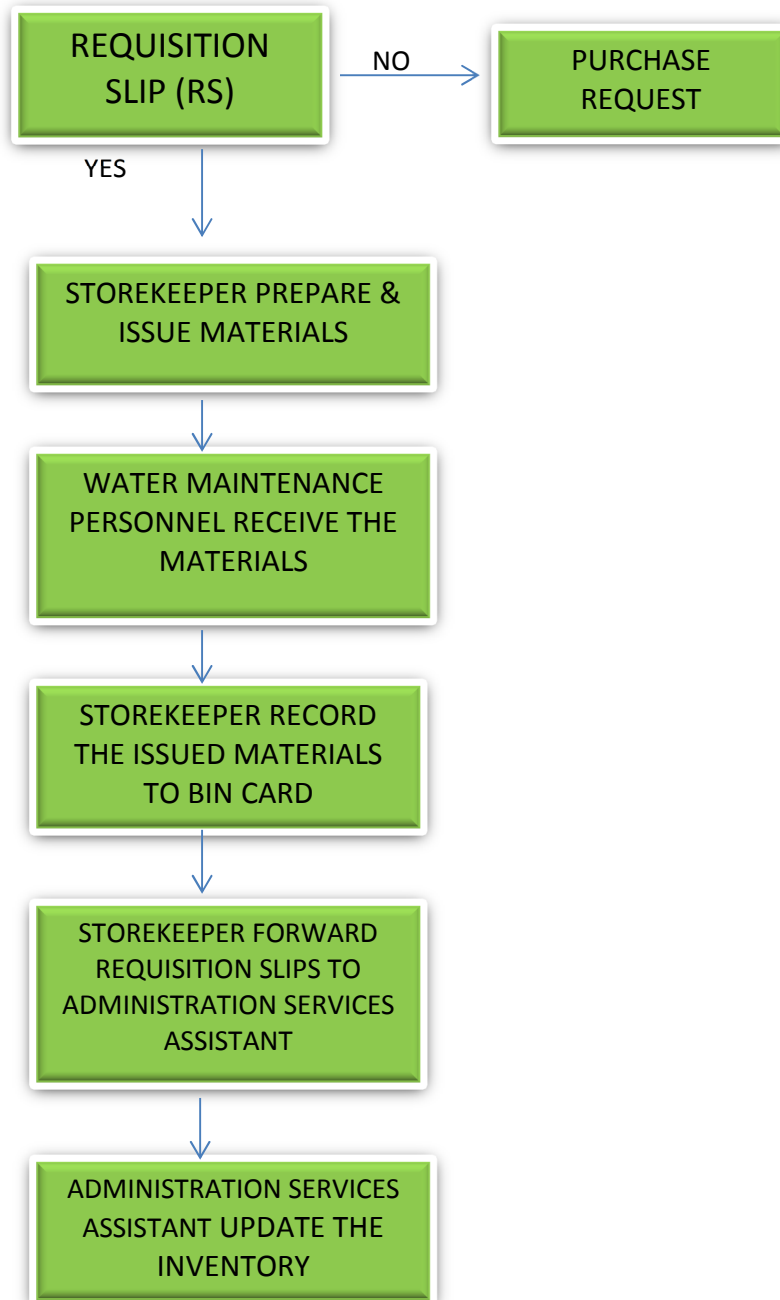 REQUISITION
SLIP (RS)
NO
PURCHASE
REQUEST
YES
STOREKEEPER PREPARE &
ISSUE MATERIALS
WATER MAINTENANCE
PERSONNEL RECEIVE THE
MATERIALS
STOREKEEPER RECORD
THE ISSUED MATERIALS
TO BIN CARD
STOREKEEPER FORWARD
REQUISITION SLIPS TO
ADMINISTRATION SERVICES
ASSISTANT
ADMINISTRATION SERVICES
ASSISTANT UPDATE THE
INVENTORY